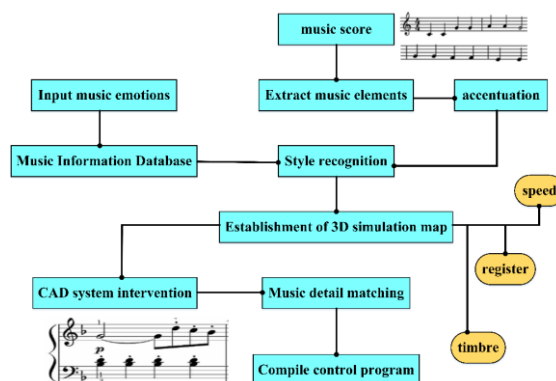 music score
Input music emotions
Extract music elements
accentuation
Music Information Database
Style recognition
speed
Establishment of 3D simulation map
register
CAD system intervention
Music detail matching
p
timbre
Compile control program